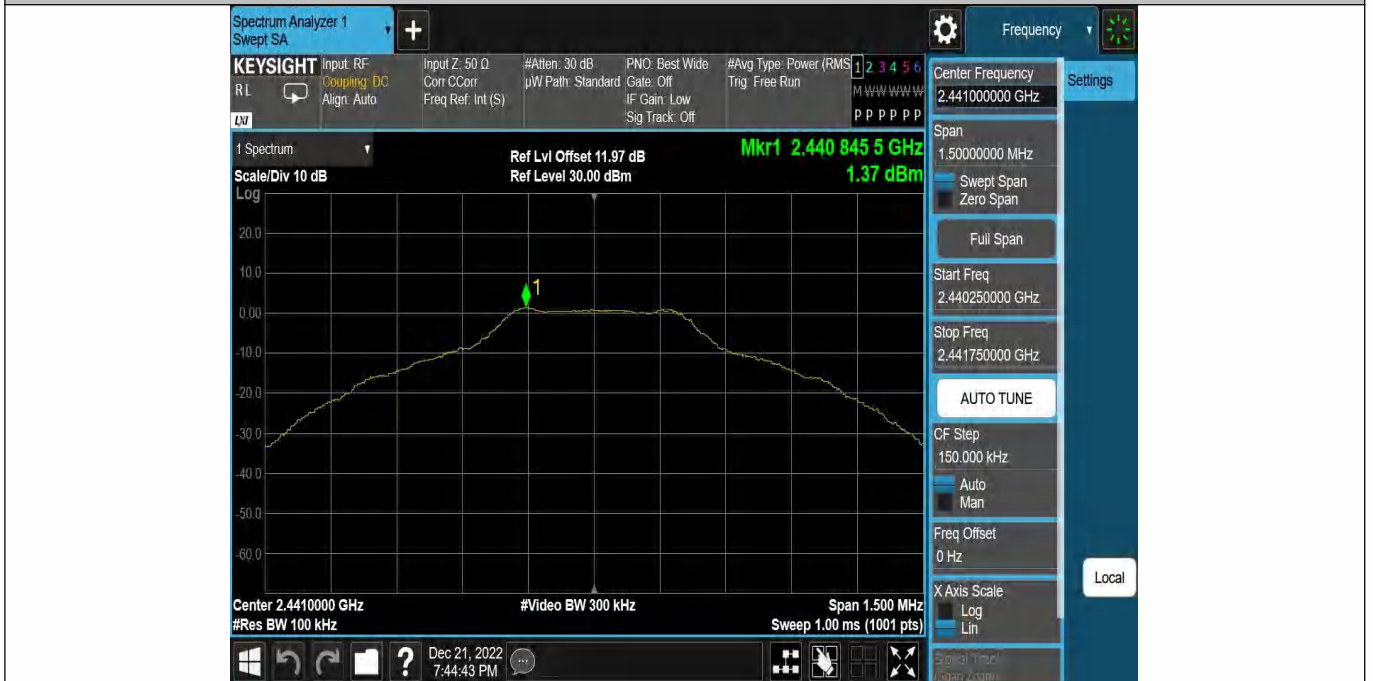 Spectrum Analyzer 1
Swept SA
+
Frequency
KEYSIGHT
R L
LXI
Input: RF
Coupling: DC
Align: Auto
Input Z: 50 Ω
Corr CCorr
Freq Ref: Int (S)
#Atten: 30 dB
µW Path: Standard
PNO: Best Wide
Gate: Off
IF Gain: Low
Sig Track: Off
#Avg Type: Power (RMS
Trig: Free Run
1 2 3 4 5 6
M W W W W W
P P P P P P
1 Spectrum
Scale/Div 10 dB
Log
Ref Lvl Offset 11.97 dB
Ref Level 30.00 dBm
Mkr1 2.440 845 5 GHz
1.37 dBm
20.0
10.0
0.00
-10.0
-20.0
-30.0
-40.0
-50.0
-60.0
1
Center 2.4410000 GHz
#Res BW 100 kHz
#Video BW 300 kHz
Span 1.500 MHz
Sweep 1.00 ms (1001 pts)
Dec 21, 2022
7:44:43 PM
Center Frequency
2.441000000 GHz
Settings
Span
1.50000000 MHz
Swept Span
Zero Span
Full Span
Start Freq
2.440250000 GHz
Stop Freq
2.441750000 GHz
AUTO TUNE
CF Step
150.000 kHz
Auto
Man
Freq Offset
0 Hz
X Axis Scale
Log
Lin
Local
Signal Track
(Span Zoom)